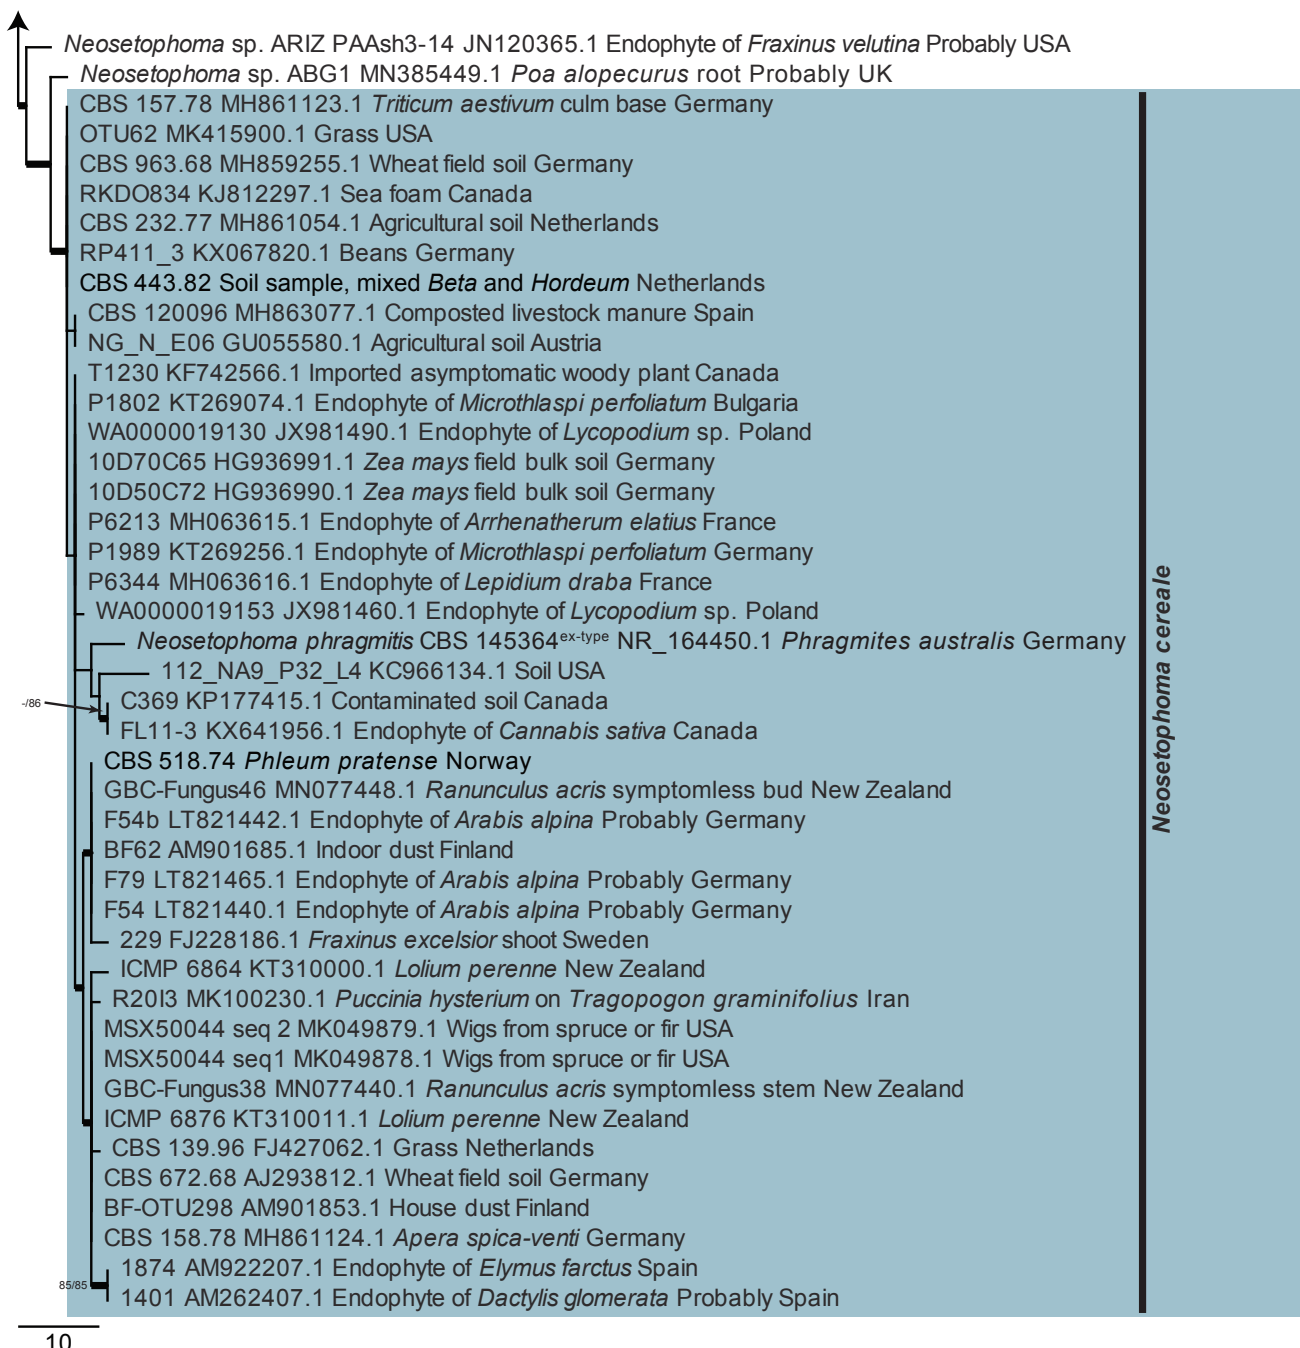 Neosetophoma sp. ARIZ PAAsh3-14 JN120365.1 Endophyte of Fraxinus velutina Probably USA
Neosetophoma sp. ABG1 MN385449.1 Poa alopecurus root Probably UK
CBS 157.78 MH861123.1 Triticum aestivum culm base Germany
OTU62 MK415900.1 Grass USA
CBS 963.68 MH859255.1 Wheat field soil Germany
RKDO834 KJ812297.1 Sea foam Canada
CBS 232.77 MH861054.1 Agricultural soil Netherlands
RP411_3 KX067820.1 Beans Germany
CBS 443.82 Soil sample, mixed Beta and Hordeum Netherlands
CBS 120096 MH863077.1 Composted livestock manure Spain
NG_N_E06 GU055580.1 Agricultural soil Austria
T1230 KF742566.1 Imported asymptomatic woody plant Canada
P1802 KT269074.1 Endophyte of Microthlaspi perfoliatum Bulgaria
WA0000019130 JX981490.1 Endophyte of Lycopodium sp. Poland
10D70C65 HG936991.1 Zea mays field bulk soil Germany
10D50C72 HG936990.1 Zea mays field bulk soil Germany
P6213 MH063615.1 Endophyte of Arrhenatherum elatius France
P1989 KT269256.1 Endophyte of Microthlaspi perfoliatum Germany
P6344 MH063616.1 Endophyte of Lepidium draba France
WA0000019153 JX981460.1 Endophyte of Lycopodium sp. Poland
Neosetophoma phragmitis CBS 145364ex-type NR_164450.1 Phragmites australis Germany
112_NA9_P32_L4 KC966134.1 Soil USA
-/86
C369 KP177415.1 Contaminated soil Canada
FL11-3 KX641956.1 Endophyte of Cannabis sativa Canada
CBS 518.74 Phleum pratense Norway
GBC-Fungus46 MN077448.1 Ranunculus acris symptomless bud New Zealand
F54b LT821442.1 Endophyte of Arabis alpina Probably Germany
BF62 AM901685.1 Indoor dust Finland
F79 LT821465.1 Endophyte of Arabis alpina Probably Germany
F54 LT821440.1 Endophyte of Arabis alpina Probably Germany
229 FJ228186.1 Fraxinus excelsior shoot Sweden
ICMP 6864 KT310000.1 Lolium perenne New Zealand
R20I3 MK100230.1 Puccinia hysterium on Tragopogon graminifolius Iran
MSX50044 seq 2 MK049879.1 Wigs from spruce or fir USA
MSX50044 seq1 MK049878.1 Wigs from spruce or fir USA
GBC-Fungus38 MN077440.1 Ranunculus acris symptomless stem New Zealand
ICMP 6876 KT310011.1 Lolium perenne New Zealand
CBS 139.96 FJ427062.1 Grass Netherlands
CBS 672.68 AJ293812.1 Wheat field soil Germany
BF-OTU298 AM901853.1 House dust Finland
CBS 158.78 MH861124.1 Apera spica-venti Germany
1874 AM922207.1 Endophyte of Elymus farctus Spain
85/85
1401 AM262407.1 Endophyte of Dactylis glomerata Probably Spain
Neosetophoma cereale
10